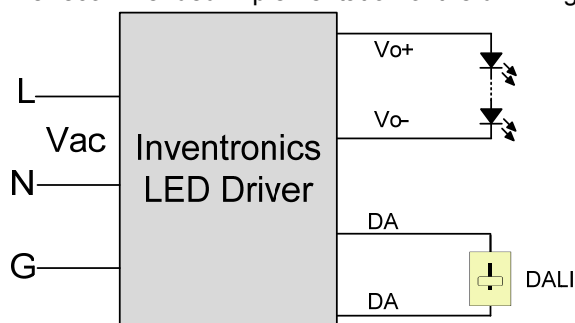 Vo+
L
Vo-
Vac
Inventronics
LED Driver
N
DA
G
DALI
DA